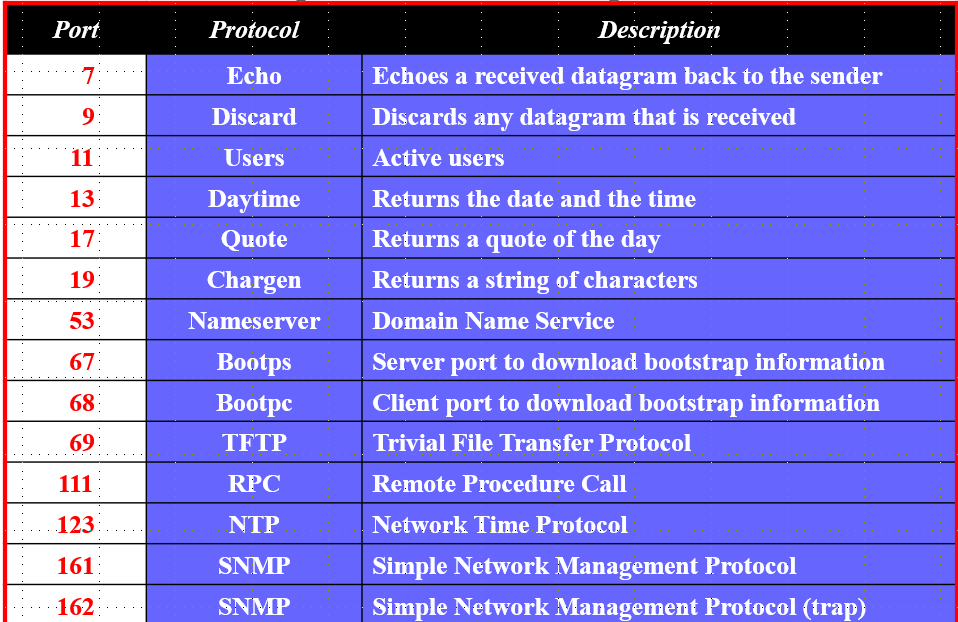 Port Protocol Description
7 Echo Echoes a received datagram back to the sender
9 Discard Discards any datagram that is received
11 Users Active users
13 Daytime Returns the date and the time
17 Quote Returns a quote of the day
19 Chargen Returns a string of characters
53 Nameserver Domain Name Service
67 Bootps Server port to download bootstrap information
68 Bootpc Client port to download bootstrap information
69 TFTP Trivial File Transfer Protocol
111 RPC Remote Procedure Call
123 NTP Network Time Protocol
161 SNMP Simple Network Management Protocol
162 SNMP Simple Network Management Protocol (trap)